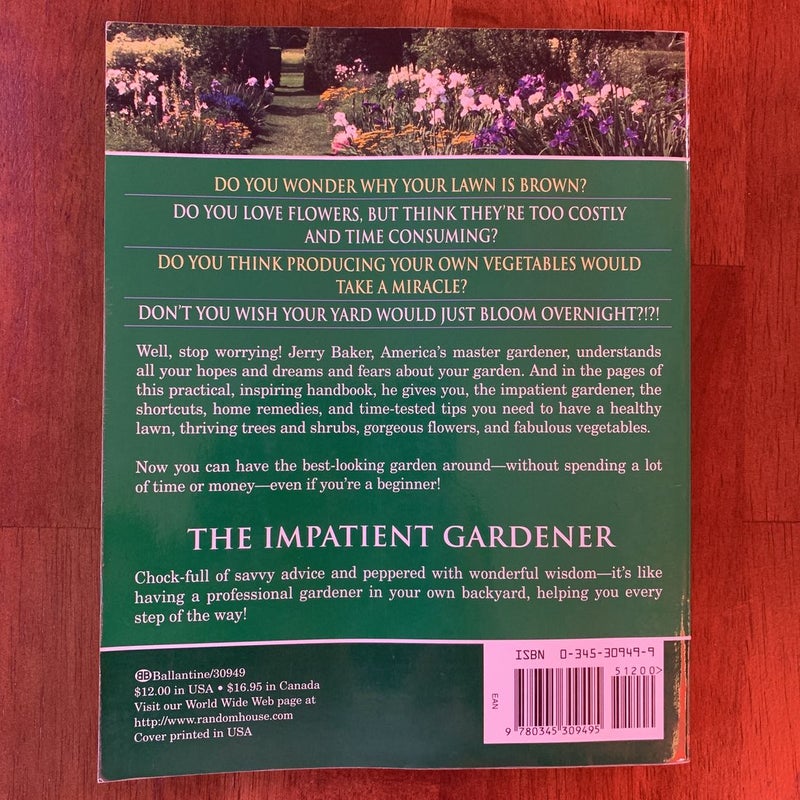 DO YOU WONDER WHY YOUR LAWN IS BROWN?
DO YOU LOVE FLOWERS, BUT THINK THEY'RE TOO COSTLY
AND TIME CONSUMING?
DO YOU THINK PRODUCING YOUR OWN VEGETABLES WOULD
TAKE A MIRACLE?
DON'T YOU WISH YOUR YARD WOULD JUST BLOOM OVERNIGHT?!?!
Well, stop worrying! Jerry Baker, America's master gardener, understands
all your hopes and dreams and fears about your garden. And in the pages of
this practical, inspiring handbook, he gives you, the impatient gardener, the
shortcuts, home remedies, and time-tested tips you need to have a healthy
lawn, thriving trees and shrubs, gorgeous flowers, and fabulous vegetables.
Now you can have the best-looking garden around—without spending a lot
of time or money—even if you're a beginner!
THE IMPATIENT GARDENER
Chock-full of savvy advice and peppered with wonderful wisdom—it's like
having a professional gardener in your own backyard, helping you every
step of the way!
BB Ballantine/30949
$12.00 in USA • $16.95 in Canada
Visit our World Wide Web page at
http://www.randomhouse.com
Cover printed in USA
ISBN 0-345-30949-9
51200>
EAN
9 780345 309495